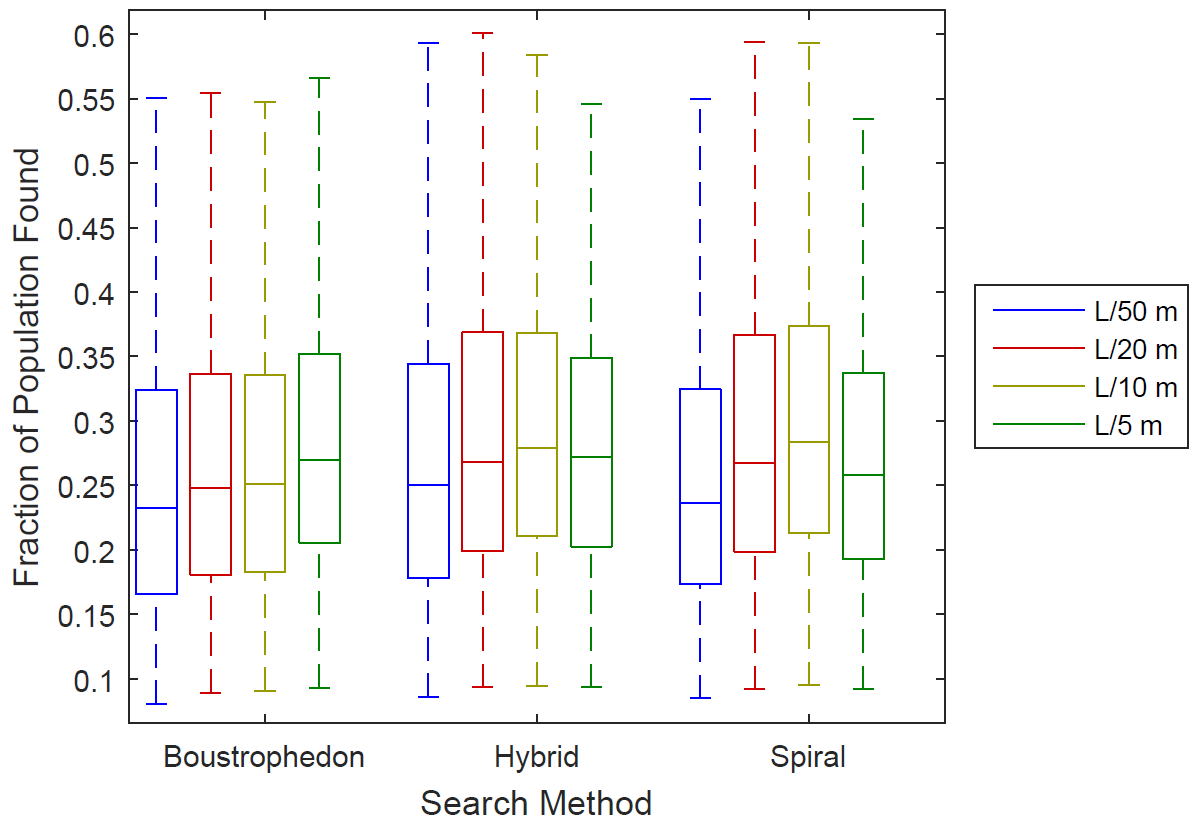 0.6
0.55
0.5
0.45
0.4
0.35
0.3
0.25
0.2
0.15
0.1
Fraction of Population Found
Boustrophedon
Hybrid
Spiral
Search Method
L/50 m
L/20 m
L/10 m
L/5 m